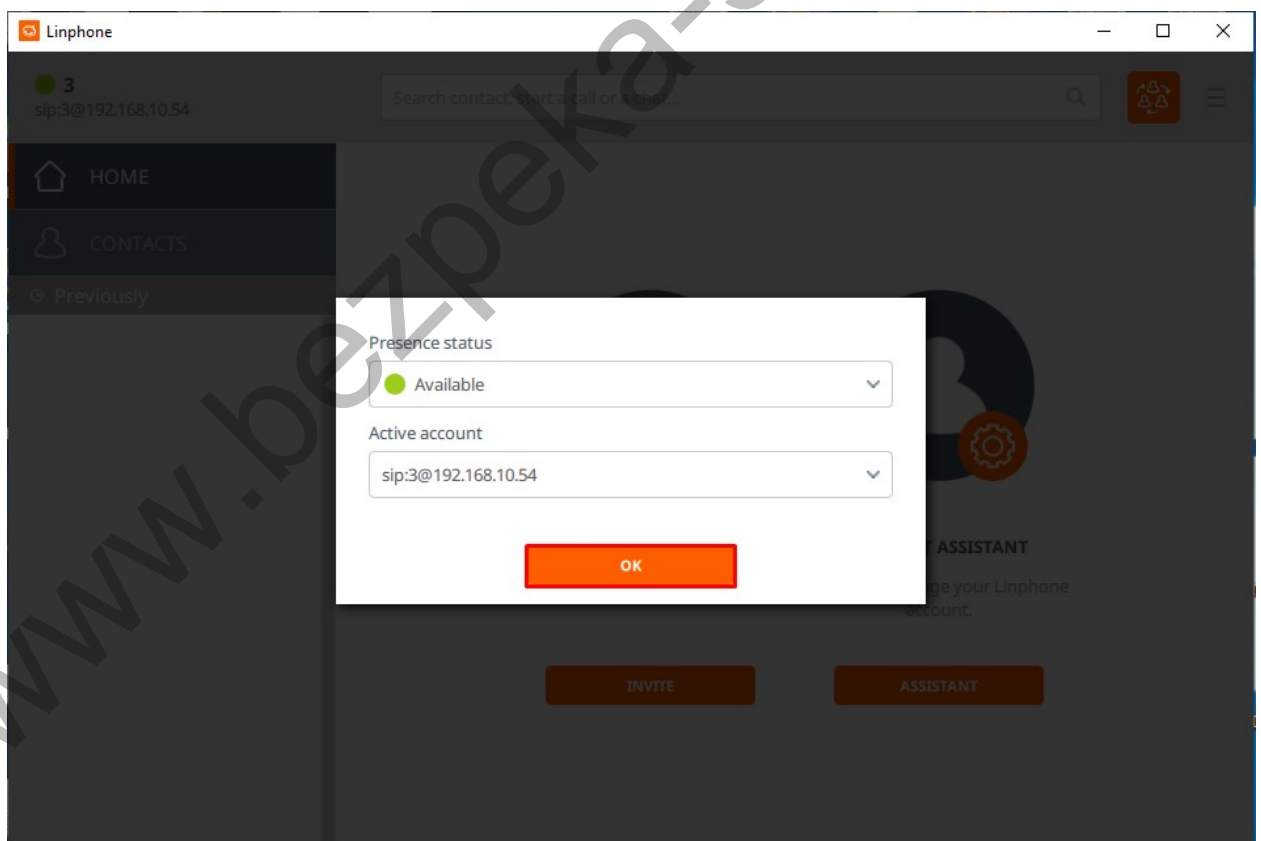 Linphone
3
sip:3@192.168.10.54
Search contact, start a call or a chat...
HOME
CONTACTS
Previously
Presence status
Available
Active account
sip:3@192.168.10.54
OK
ASSISTANT
your Linphone
account.
INVITE
ASSISTANT
www.bezpeka-s